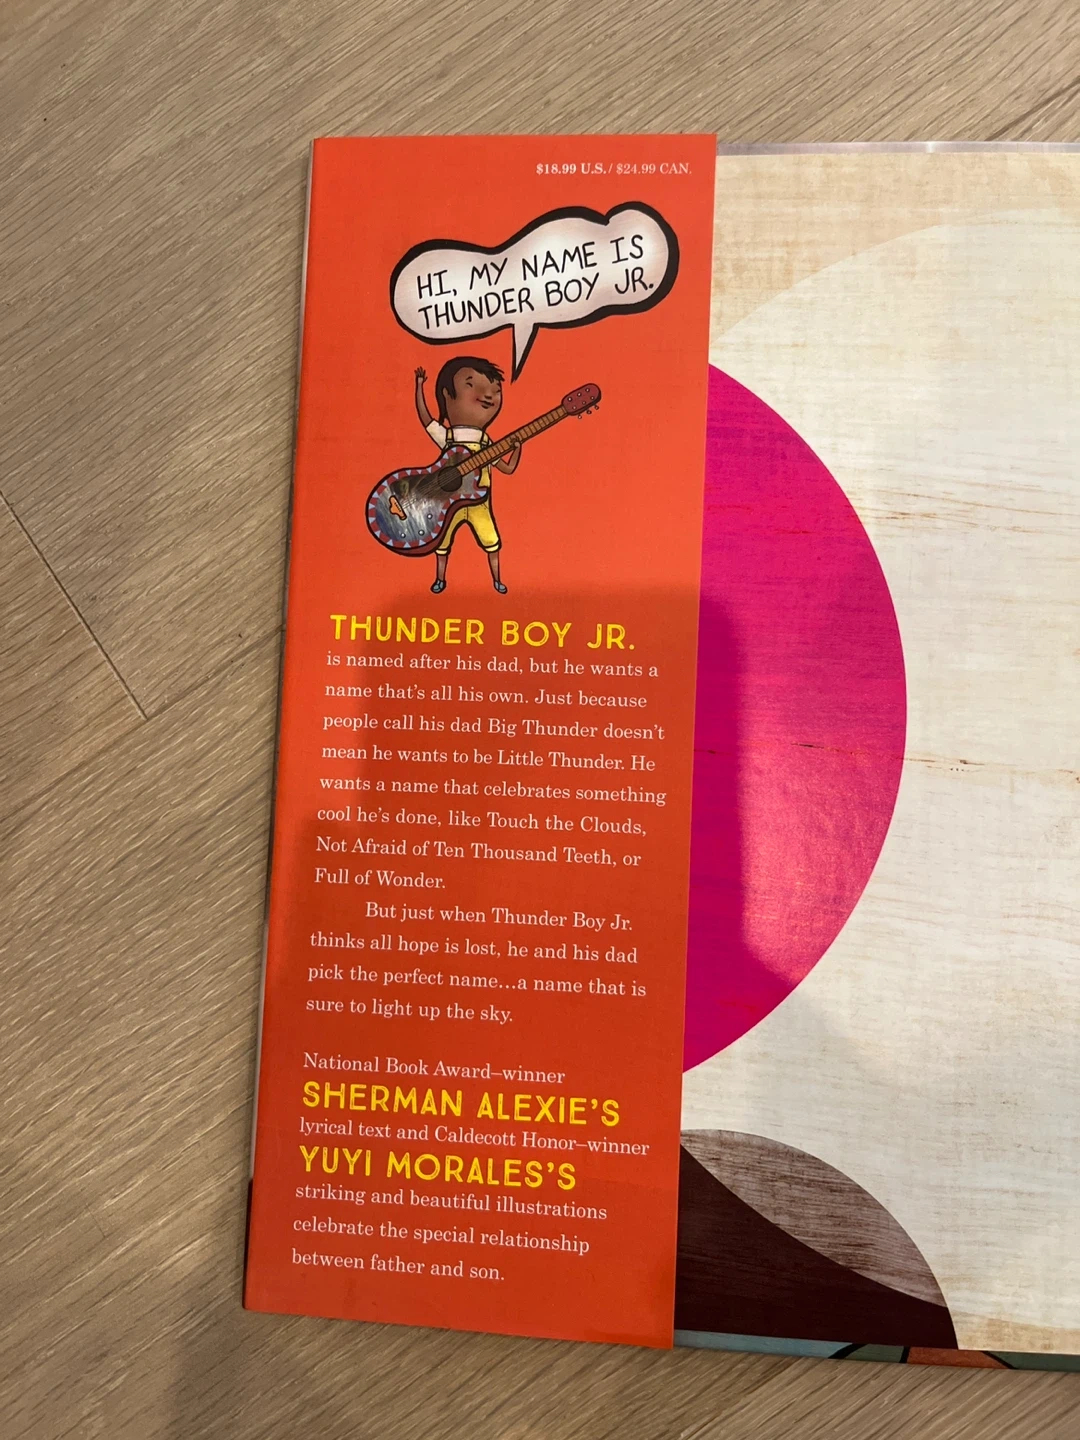 $18.99 U.S. / $24.99 CAN.
HI, MY NAME IS
THUNDER BOY JR.
THUNDER BOY JR.
is named after his dad, but he wants a
name that's all his own. Just because
people call his dad Big Thunder doesn't
mean he wants to be Little Thunder. He
wants a name that celebrates something
cool he's done, like Touch the Clouds,
Not Afraid of Ten Thousand Teeth, or
Full of Wonder.
But just when Thunder Boy Jr.
thinks all hope is lost, he and his dad
pick the perfect name...a name that is
sure to light up the sky.
National Book Award–winner
SHERMAN ALEXIE'S
lyrical text and Caldecott Honor–winner
YUYI MORALES'S
striking and beautiful illustrations
celebrate the special relationship
between father and son.